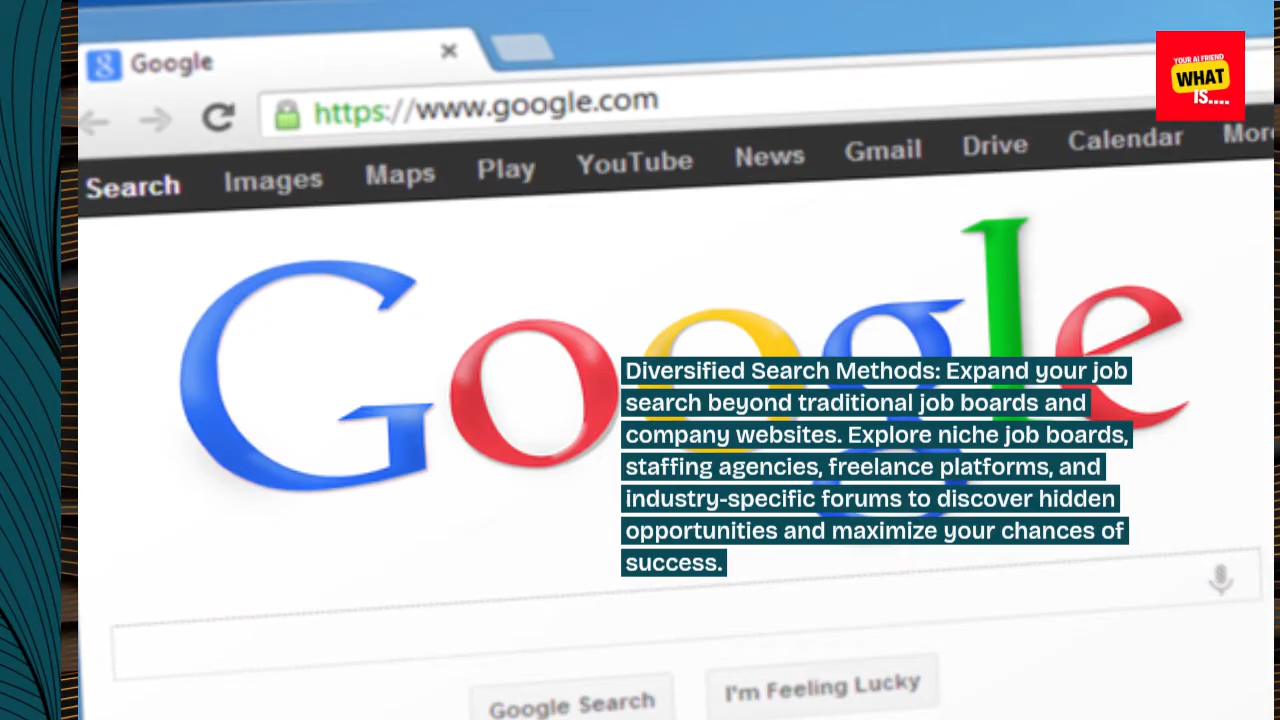 Google
https://www.google.com
YOUR AI FRIEND
WHAT
IS....
Search Images Maps Play YouTube News Gmail Drive Calendar More
Google
Diversified Search Methods: Expand your job
search beyond traditional job boards and
company websites. Explore niche job boards,
staffing agencies, freelance platforms, and
industry-specific forums to discover hidden
opportunities and maximize your chances of
success.
Google Search I'm Feeling Lucky